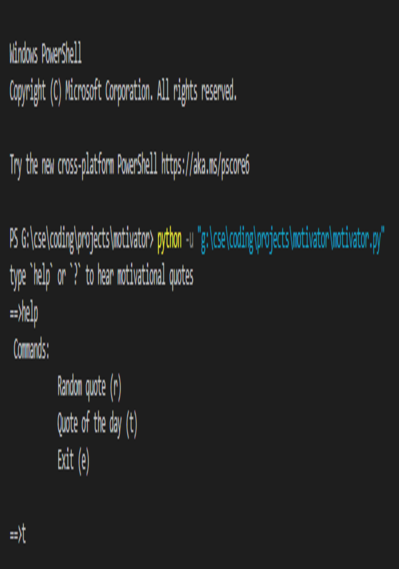 Windows PowerShell
Copyright (C) Microsoft Corporation. All rights reserved.
Try the new cross-platform PowerShell https://aka.ms/pscore6
PS G:\cse\coding\projects\motivator> python -u "g:\cse\coding\projects\motivator\motivator.py"
type `help` or `?` to hear motivational quotes
==>help
Commands:
Random quote (r)
Quote of the day (t)
Exit (e)
==>t